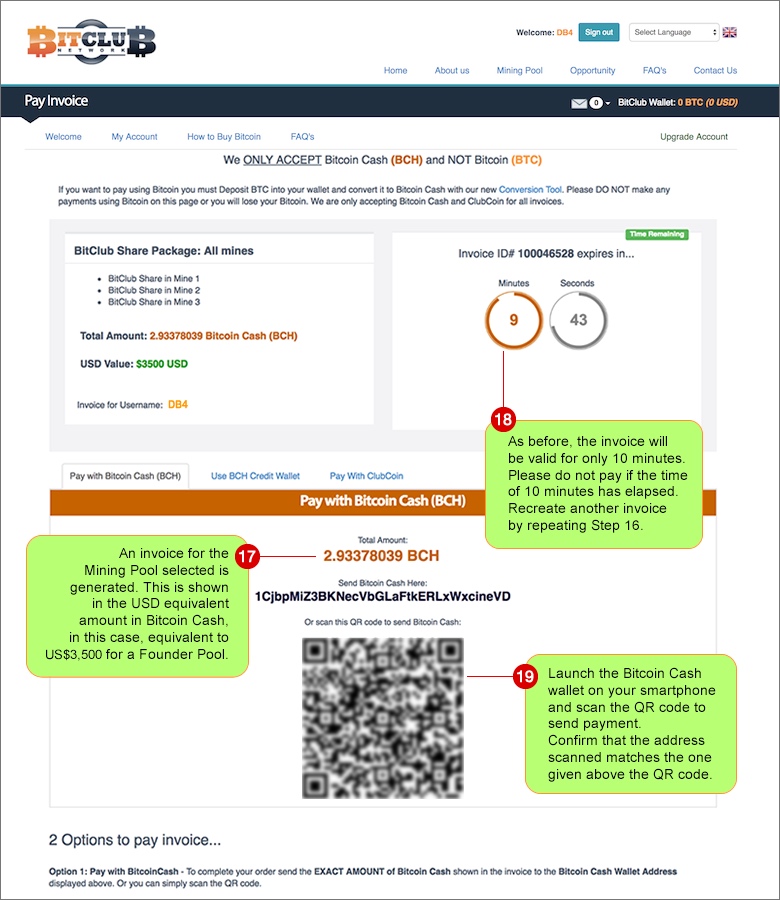 BITCLUB
NETWORK
Welcome: DB4
Sign out
Select Language
Home
About us
Mining Pool
Opportunity
FAQ's
Contact Us
Pay Invoice
0
BitClub Wallet: 0 BTC (0 USD)
Welcome
My Account
How to Buy Bitcoin
FAQ's
Upgrade Account
We ONLY ACCEPT Bitcoin Cash (BCH) and NOT Bitcoin (BTC)
If you want to pay using Bitcoin you must Deposit BTC into your wallet and convert it to Bitcoin Cash with our new Conversion Tool. Please DO NOT make any
payments using Bitcoin on this page or you will lose your Bitcoin. We are only accepting Bitcoin Cash and ClubCoin for all invoices.
BitClub Share Package: All mines
BitClub Share in Mine 1
BitClub Share in Mine 2
BitClub Share in Mine 3
Total Amount: 2.93378039 Bitcoin Cash (BCH)
USD Value: $3500 USD
Invoice for Username: DB4
Time Remaining
Invoice ID# 100046528 expires in...
Minutes
Seconds
9
43
18
As before, the invoice will
be valid for only 10 minutes.
Please do not pay if the time
of 10 minutes has elapsed.
Recreate another invoice
by repeating Step 16.
Pay with Bitcoin Cash (BCH)
Use BCH Credit Wallet
Pay With ClubCoin
Pay with Bitcoin Cash (BCH)
Total Amount:
2.93378039 BCH
17
An invoice for the
Mining Pool selected is
generated. This is shown
in the USD equivalent
amount in Bitcoin Cash,
in this case, equivalent to
US$3,500 for a Founder Pool.
Send Bitcoin Cash Here:
1CjbpMiZ3BKNecVbGLaFtkERLxWxcineVD
Or scan this QR code to send Bitcoin Cash:
19
Launch the Bitcoin Cash
wallet on your smartphone
and scan the QR code to
send payment.
Confirm that the address
scanned matches the one
given above the QR code.
2 Options to pay invoice...
Option 1: Pay with BitcoinCash - To complete your order send the EXACT AMOUNT of Bitcoin Cash shown in the invoice to the Bitcoin Cash Wallet Address
displayed above. Or you can simply scan the QR code.